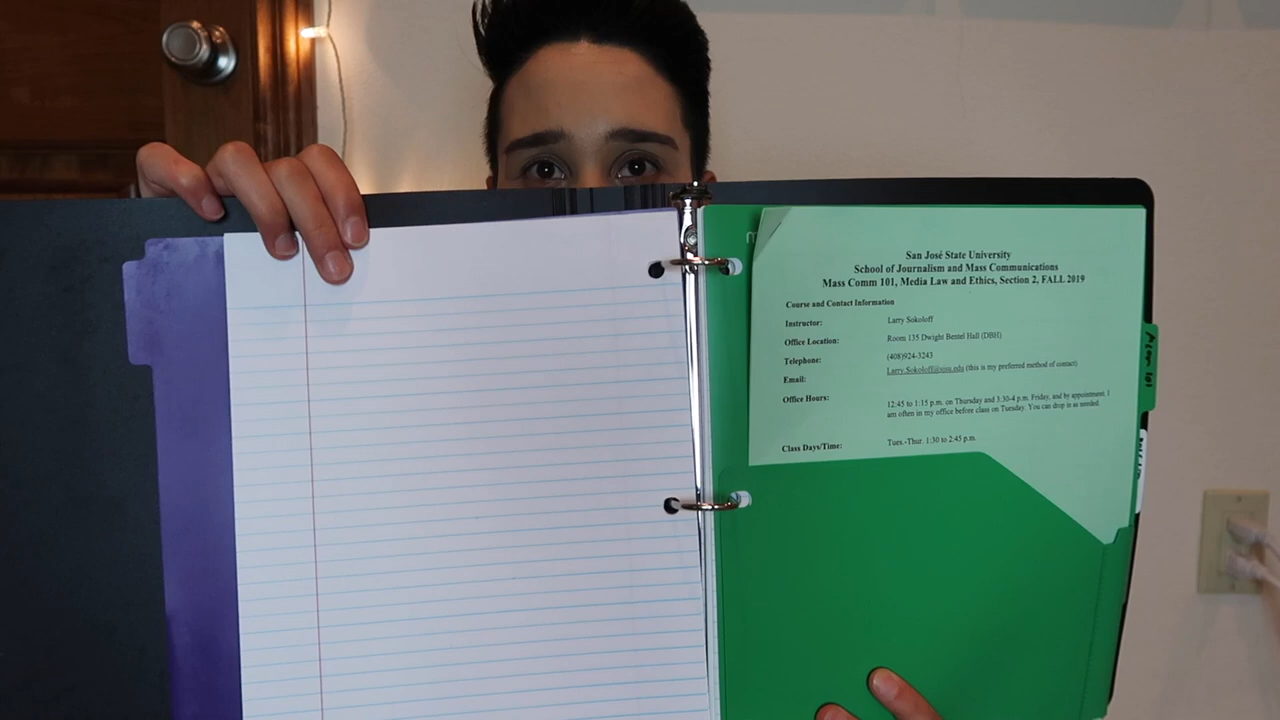 San José State University
School of Journalism and Mass Communications
Mass Comm 101, Media Law and Ethics, Section 2, FALL 2019
Course and Contact Information
Instructor: Larry Sokoloff
Office Location: Room 135 Dwight Bentel Hall (DBH)
Telephone: (408)924-3243
Email: Larry.Sokoloff@sjsu.edu (this is my preferred method of contact)
Office Hours: 12:45 to 1:15 p.m. on Thursday and 3:30-4 p.m. Friday, and by appointment. I
am often in my office before class on Tuesday. You can drop in as needed.
Class Days/Time: Tues.-Thur. 1:30 to 2:45 p.m.